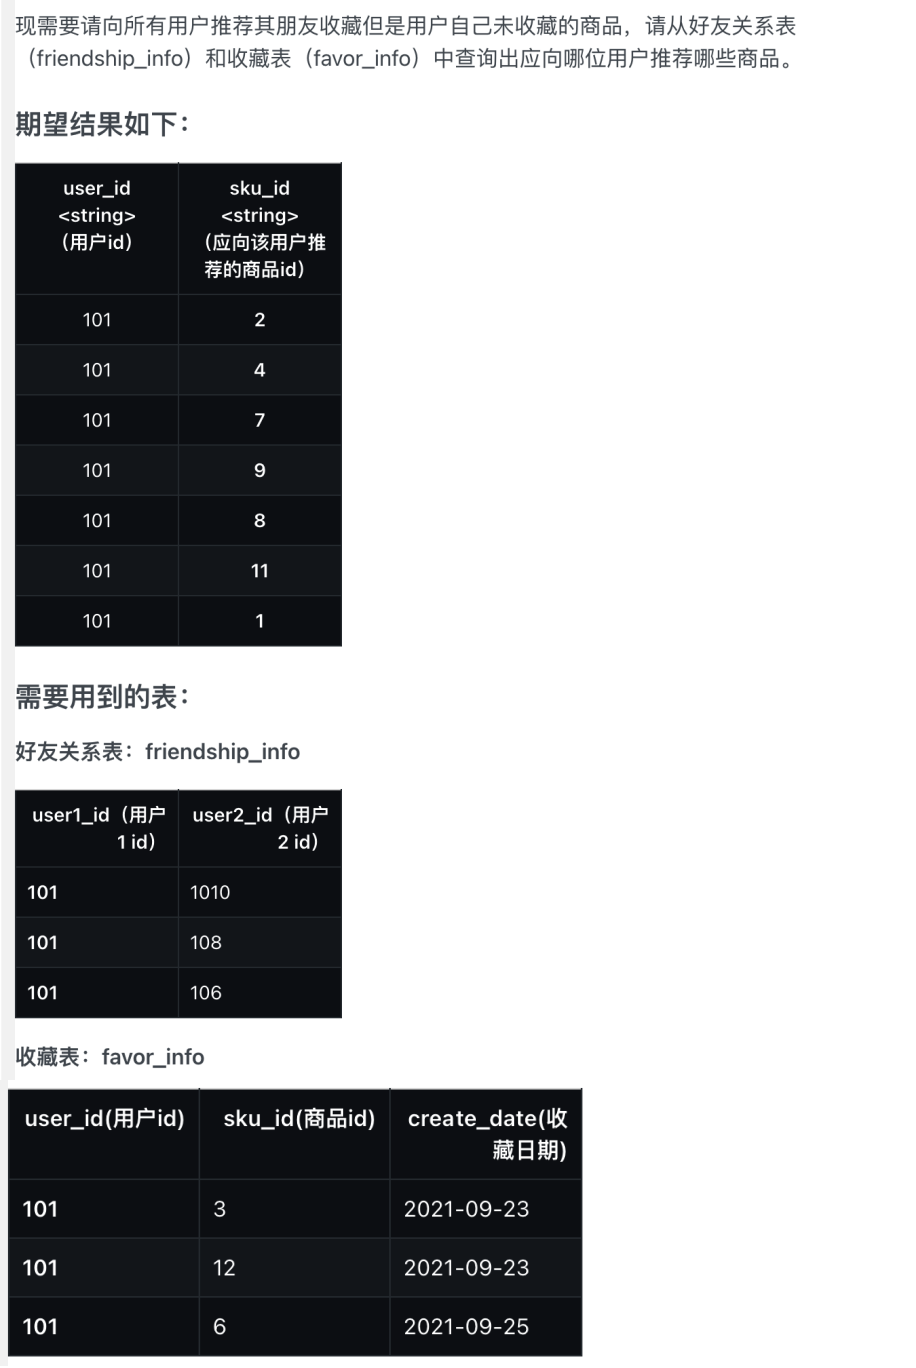 现需要请向所有用户推荐其朋友收藏但是用户自己未收藏的商品，请从好友关系表
（friendship_info）和收藏表（favor_info）中查询出应向哪位用户推荐哪些商品。
期望结果如下：
user_id
<string>
（用户id）
sku_id
<string>
（应向该用户推
荐的商品id）
101 2
101 4
101 7
101 9
101 8
101 11
101 1
需要用到的表：
好友关系表：friendship_info
user1_id（用户
1 id）
user2_id（用户
2 id）
101 1010
101 108
101 106
收藏表：favor_info
user_id(用户id) sku_id(商品id) create_date(收
藏日期)
101 3 2021-09-23
101 12 2021-09-23
101 6 2021-09-25